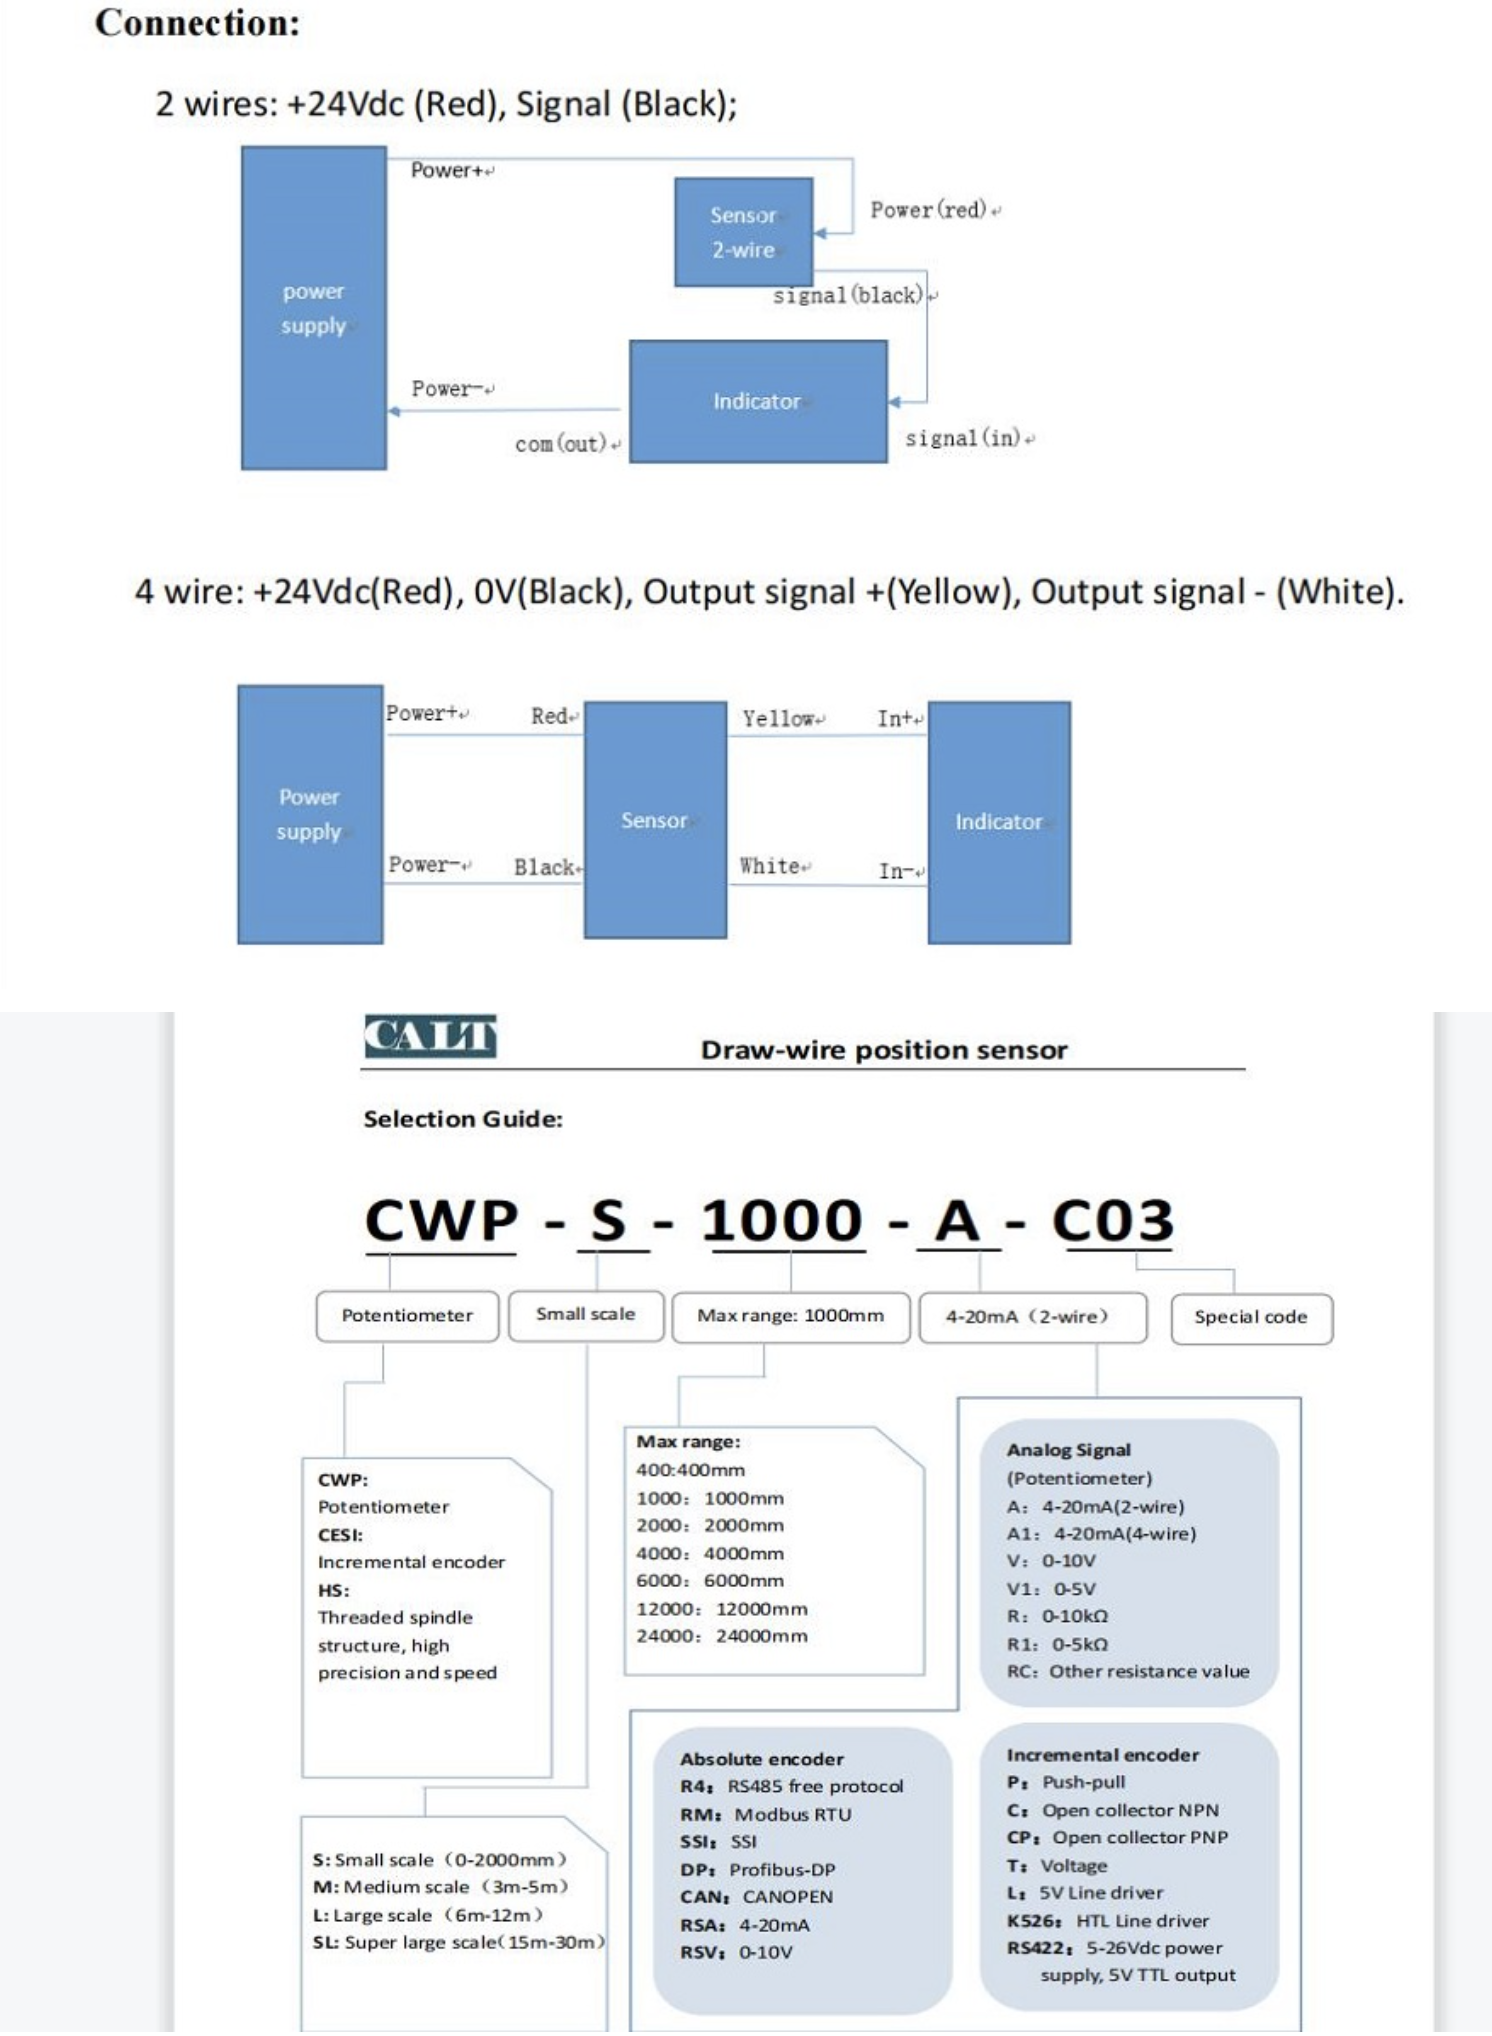 Connection:
2 wires: +24Vdc (Red), Signal (Black);
Power+
Power(red)
Sensor
2-wire
signal(black)
power
supply
Power-
Indicator
com(out)
signal(in)
4 wire: +24Vdc(Red), 0V(Black), Output signal +(Yellow), Output signal - (White).
Power+ Red Yellow In+
Power
supply
Sensor
Indicator
Power- Black White In-
CALT
Draw-wire position sensor
Selection Guide:
CWP - S - 1000 - A - C03
Potentiometer
Small scale
Max range: 1000mm
4-20mA（2-wire）
Special code
CWP:
Potentiometer
CESI:
Incremental encoder
HS:
Threaded spindle
structure, high
precision and speed
Max range:
400:400mm
1000: 1000mm
2000: 2000mm
4000: 4000mm
6000: 6000mm
12000: 12000mm
24000: 24000mm
Analog Signal
(Potentiometer)
A: 4-20mA(2-wire)
A1: 4-20mA(4-wire)
V: 0-10V
V1: 0-5V
R: 0-10kΩ
R1: 0-5kΩ
RC: Other resistance value
S: Small scale（0-2000mm）
M: Medium scale（3m-5m）
L: Large scale（6m-12m）
SL: Super large scale（15m-30m）
Absolute encoder
R4: RS485 free protocol
RM: Modbus RTU
SSI: SSI
DP: Profibus-DP
CAN: CANOPEN
RSA: 4-20mA
RSV: 0-10V
Incremental encoder
P: Push-pull
C: Open collector NPN
CP: Open collector PNP
T: Voltage
L: 5V Line driver
K526: HTL Line driver
RS422: 5-26Vdc power
supply, 5V TTL output